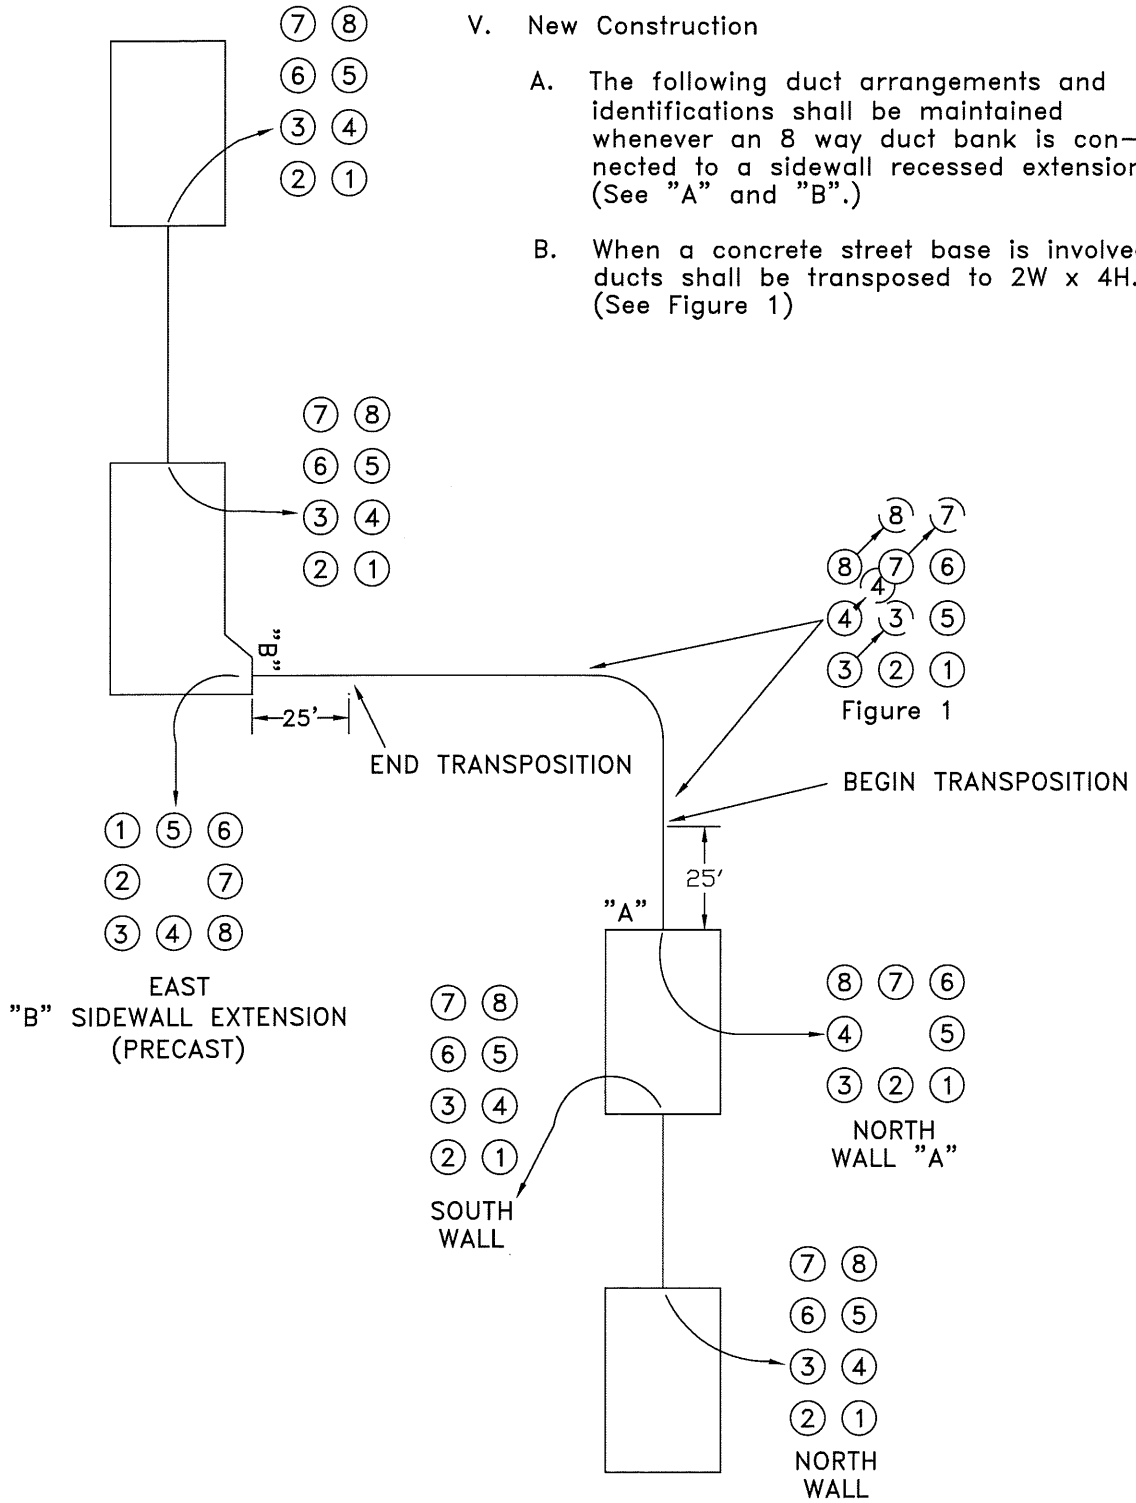 7 8
V. New Construction
6 5
A. The following duct arrangements and
identifications shall be maintained
3 4
whenever an 8 way duct bank is con-
nected to a sidewall recessed extension
2 1
(See "A" and "B".)
B. When a concrete street base is involve
ducts shall be transposed to 2W x 4H.
(See Figure 1)
7 8
6 5
3 4
2 1
8 7
8 7 6
4
4 3 5
3 2 1
Figure 1
"B"
25'
END TRANSPOSITION
BEGIN TRANSPOSITION
25'
1 5 6
2 7
3 4 8
EAST
"B" SIDEWALL EXTENSION
(PRECAST)
"A"
8 7 6
4 5
3 2 1
NORTH
WALL "A"
7 8
6 5
3 4
2 1
SOUTH
WALL
7 8
6 5
3 4
2 1
NORTH
WALL